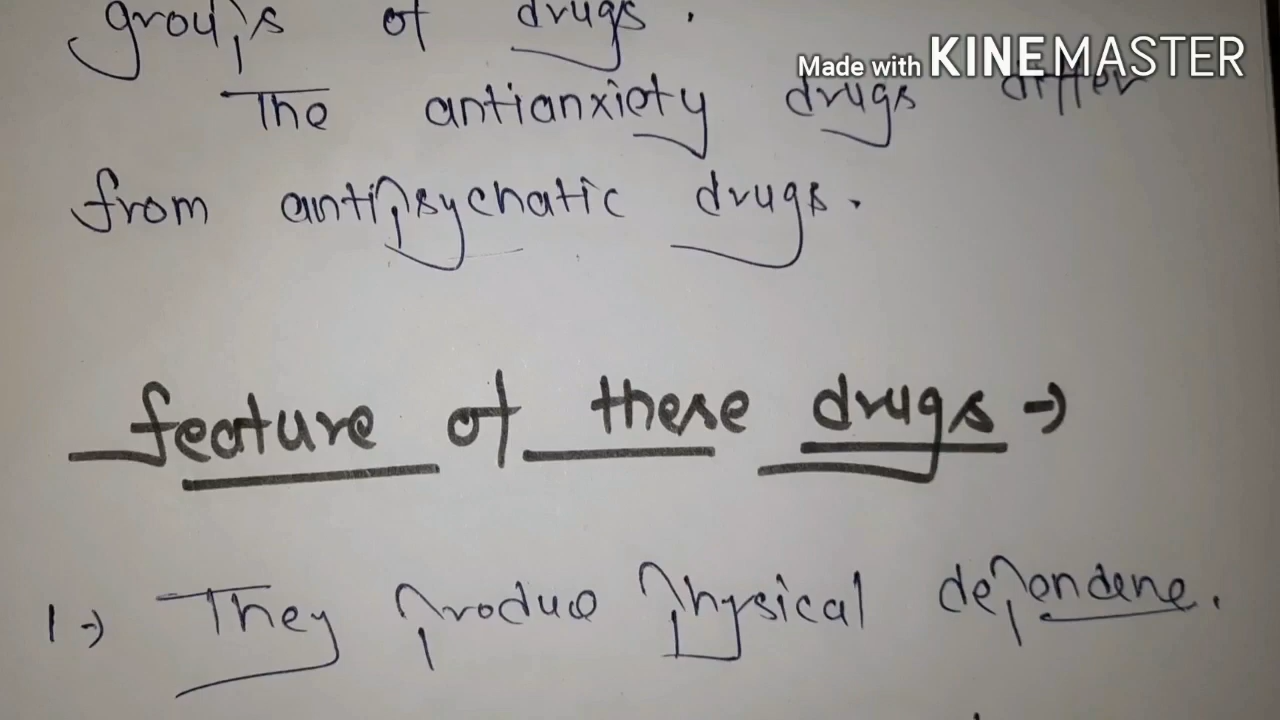 groups of drugs.
Made with KINEMASTER
The antianxiety drugs differ
from antipsychatic drugs.
feature of these drugs →
1 → They produce physical dependene.